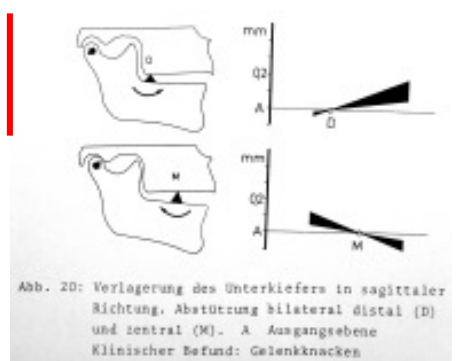 mm
D
0,2
A
D
mm
M
0,2
A
M
Abb. 20: Verlagerung des Unterkiefers in sagittaler
Richtung. Abstützung bilateral distal (D)
und zentral (M). A Ausgangsebene
Klinischer Befund: Gelenkknacken